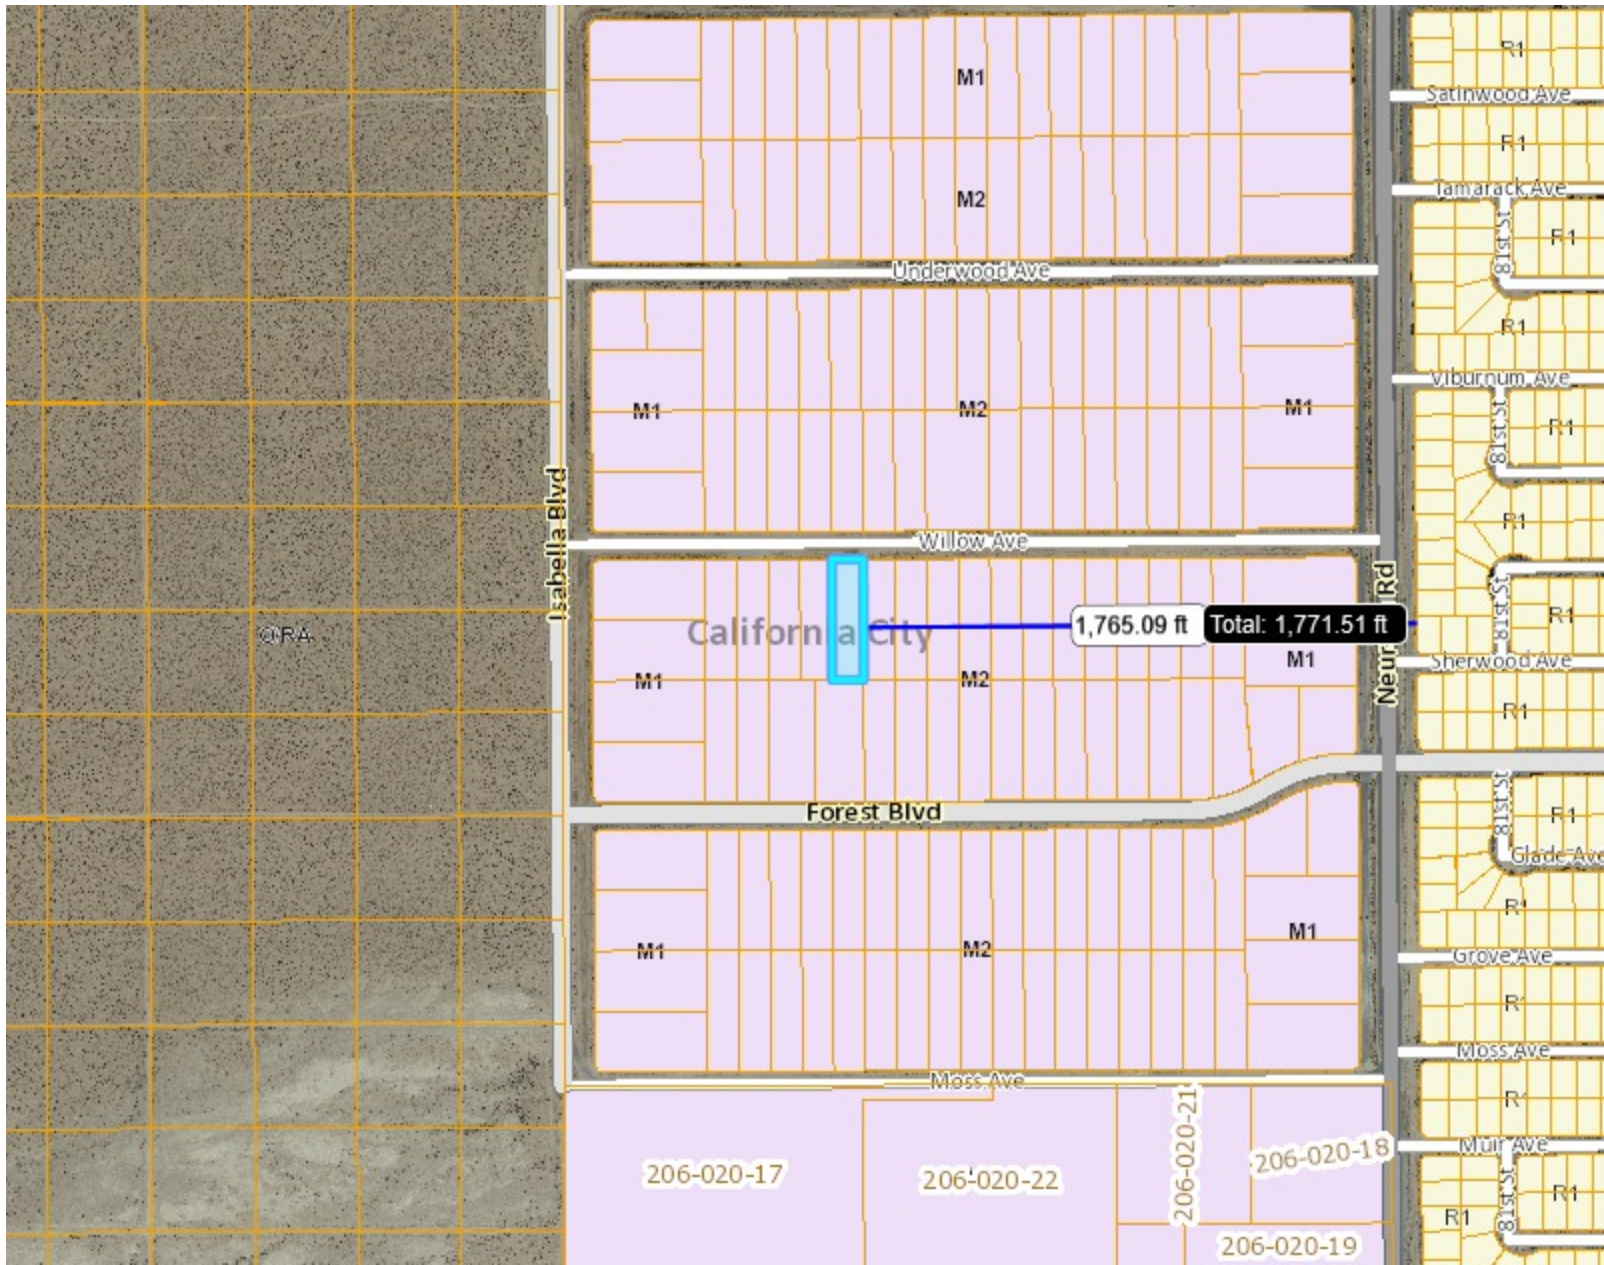 M1
R1
Satinwood Ave
R1
Tamarack Ave
M2
81st St
R1
Underwood Ave
R1
Viburnum Ave
M1
M2
M1
81st St
R1
Isabella Blvd
R1
Willow Ave
O/RA
California City
1,765.09 ft
Total: 1,771.51 ft
81st St
R1
M1
M2
M1
Sherwood Ave
R1
Forest Blvd
81st St
R1
Glade Ave
R1
M1
M2
M1
Grove Ave
R1
Moss Ave
Moss Ave
R1
Muir Ave
206-020-17
206-020-22
206-020-21
206-020-18
81st St
R1
R1
206-020-19